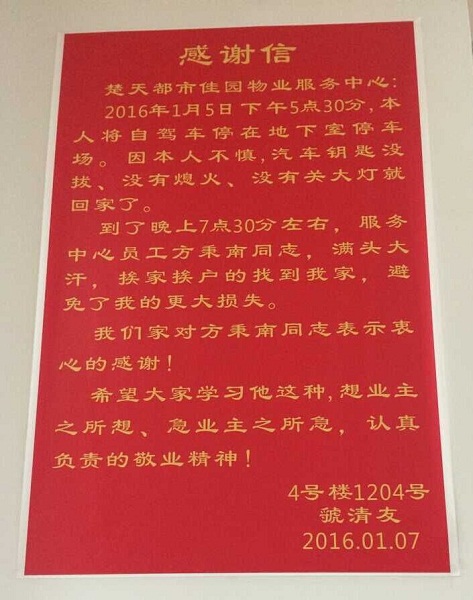 感谢信
楚天都市佳园物业服务中心:
2016年1月5日下午5点30分,本
人将自驾车停在地下室停车
场。因本人不慎,汽车钥匙没
拔、没有熄火、没有关大灯就
回家了。
到了晚上7点30分左右，服务
中心员工方秉南同志，满头大
汗，挨家挨户的找到我家，避
免了我的更大损失。
我们家对方秉南同志表示衷
心的感谢！
希望大家学习他这种,想业主
之所想、急业主之所急，认真
负责的敬业精神！
4号楼1204号
虢清友
2016.01.07